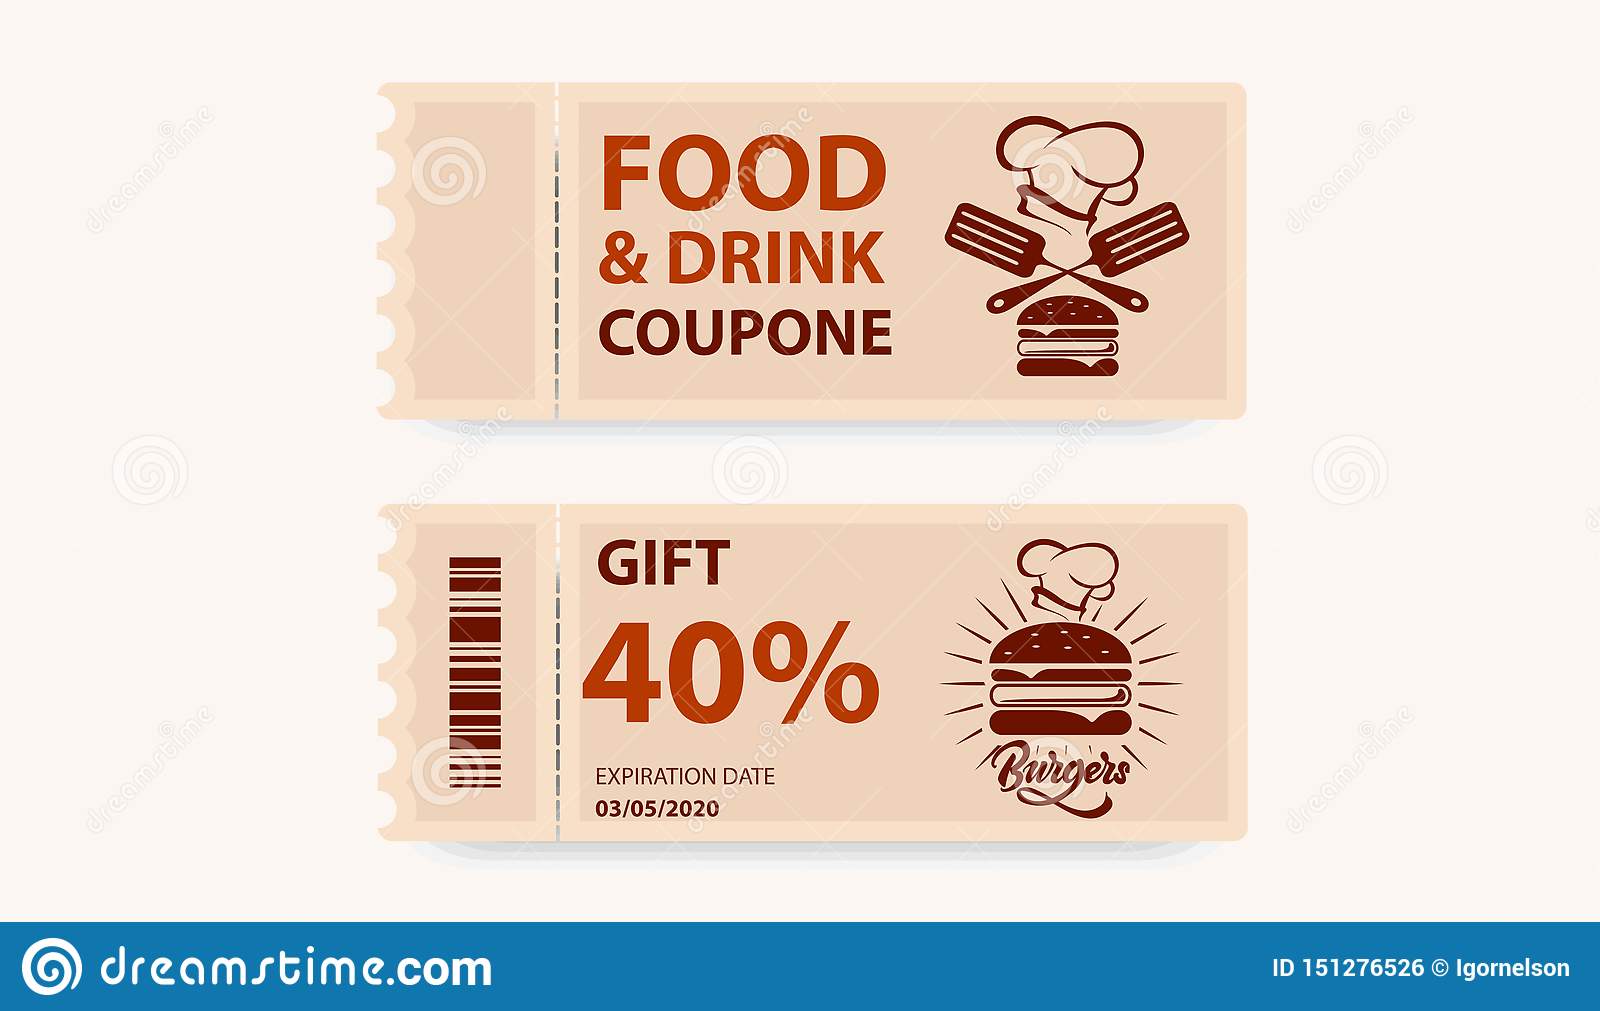 FOOD
& DRINK
COUPONE
GIFT
40%
EXPIRATION DATE
03/05/2020
Burgers
dreamstime.com
ID 151276526 © Igornelson